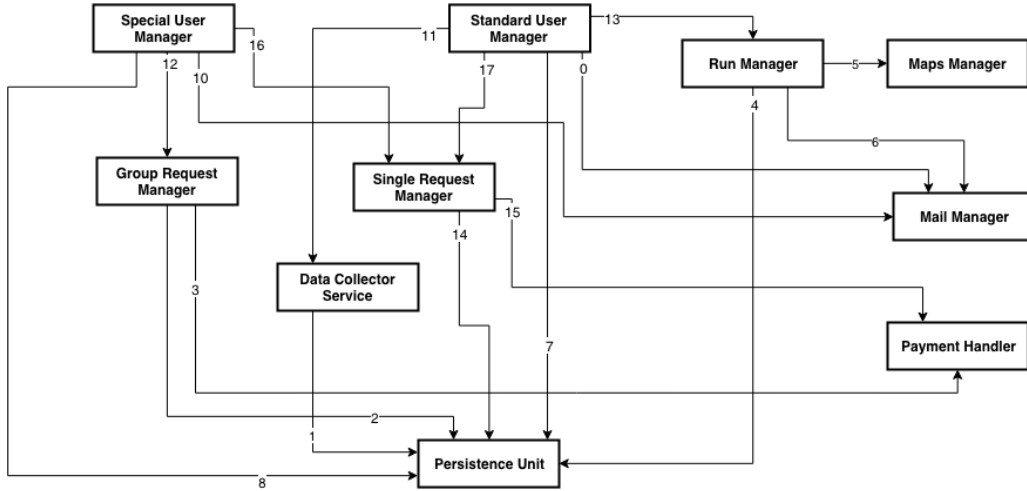 Special User
Manager
Standard User
Manager
13
11
16
12
10
17
0
Run Manager
5
Maps Manager
4
6
Group Request
Manager
Single Request
Manager
Mail Manager
15
14
Data Collector
Service
3
7
Payment Handler
2
1
Persistence Unit
8